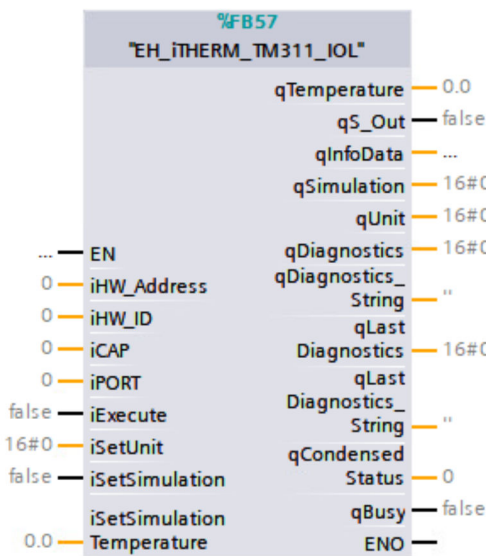 %FB57
"EH_iTHERM_TM311_IOL"
qTemperature 0.0
qS_Out false
qInfoData ...
qSimulation 16#0
qUnit 16#0
... EN qDiagnostics 16#0
0 iHW_Address qDiagnostics_
String ''
0 iHW_ID qLast
0 iCAP Diagnostics 16#0
0 iPORT qLast
false iExecute Diagnostics_
String ''
16#0 iSetUnit qCondensed
false iSetSimulation Status 0
iSetSimulation qBusy false
0.0 Temperature ENO